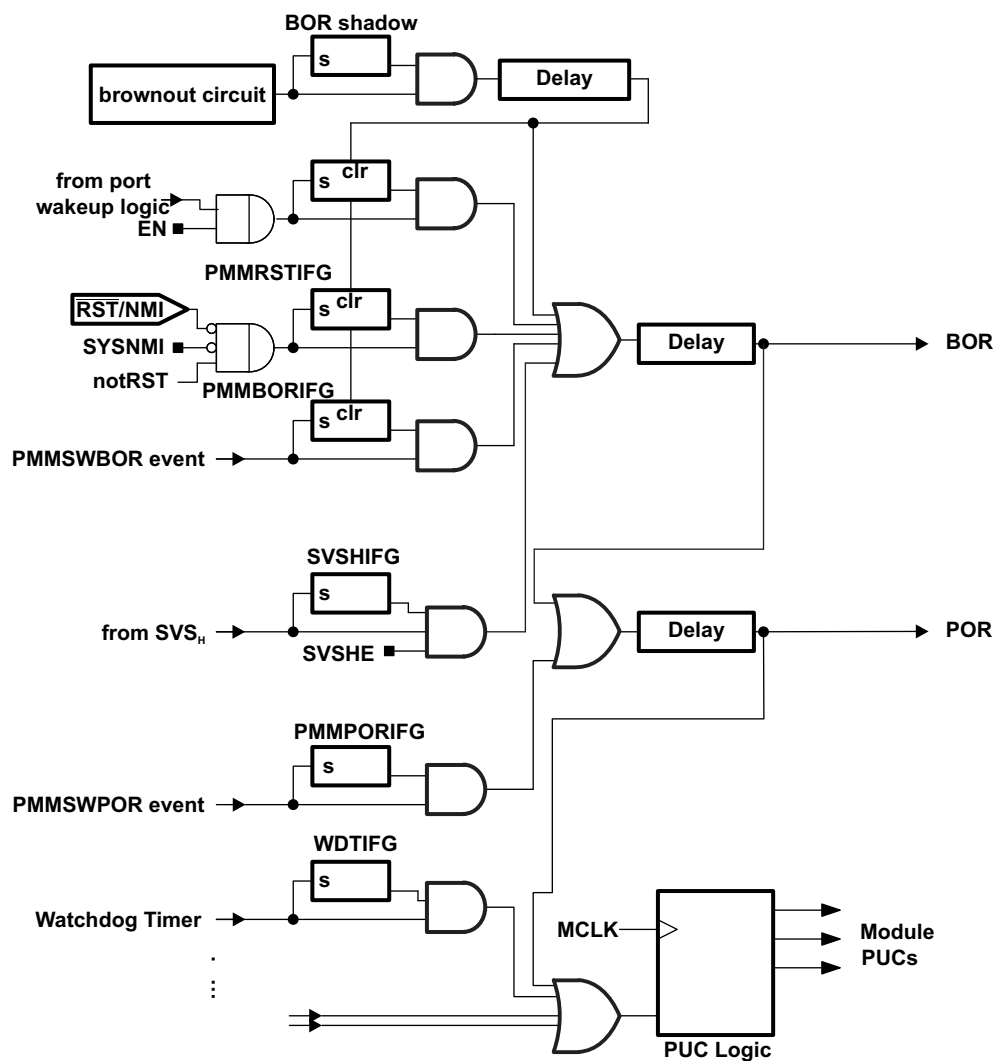 BOR shadow
s
brownout circuit
Delay
from port
wakeup logic
EN
s clr
PMMRSTIFG
RST/NMI
s clr
SYSNMI
notRST
Delay
BOR
PMMBORIFG
s clr
PMMSWBOR event
SVSHIFG
s
from SVSH
SVSHE
Delay
POR
PMMPORIFG
s
PMMSWPOR event
WDTIFG
s
Watchdog Timer
MCLK
Module
PUCs
.
...
PUC Logic